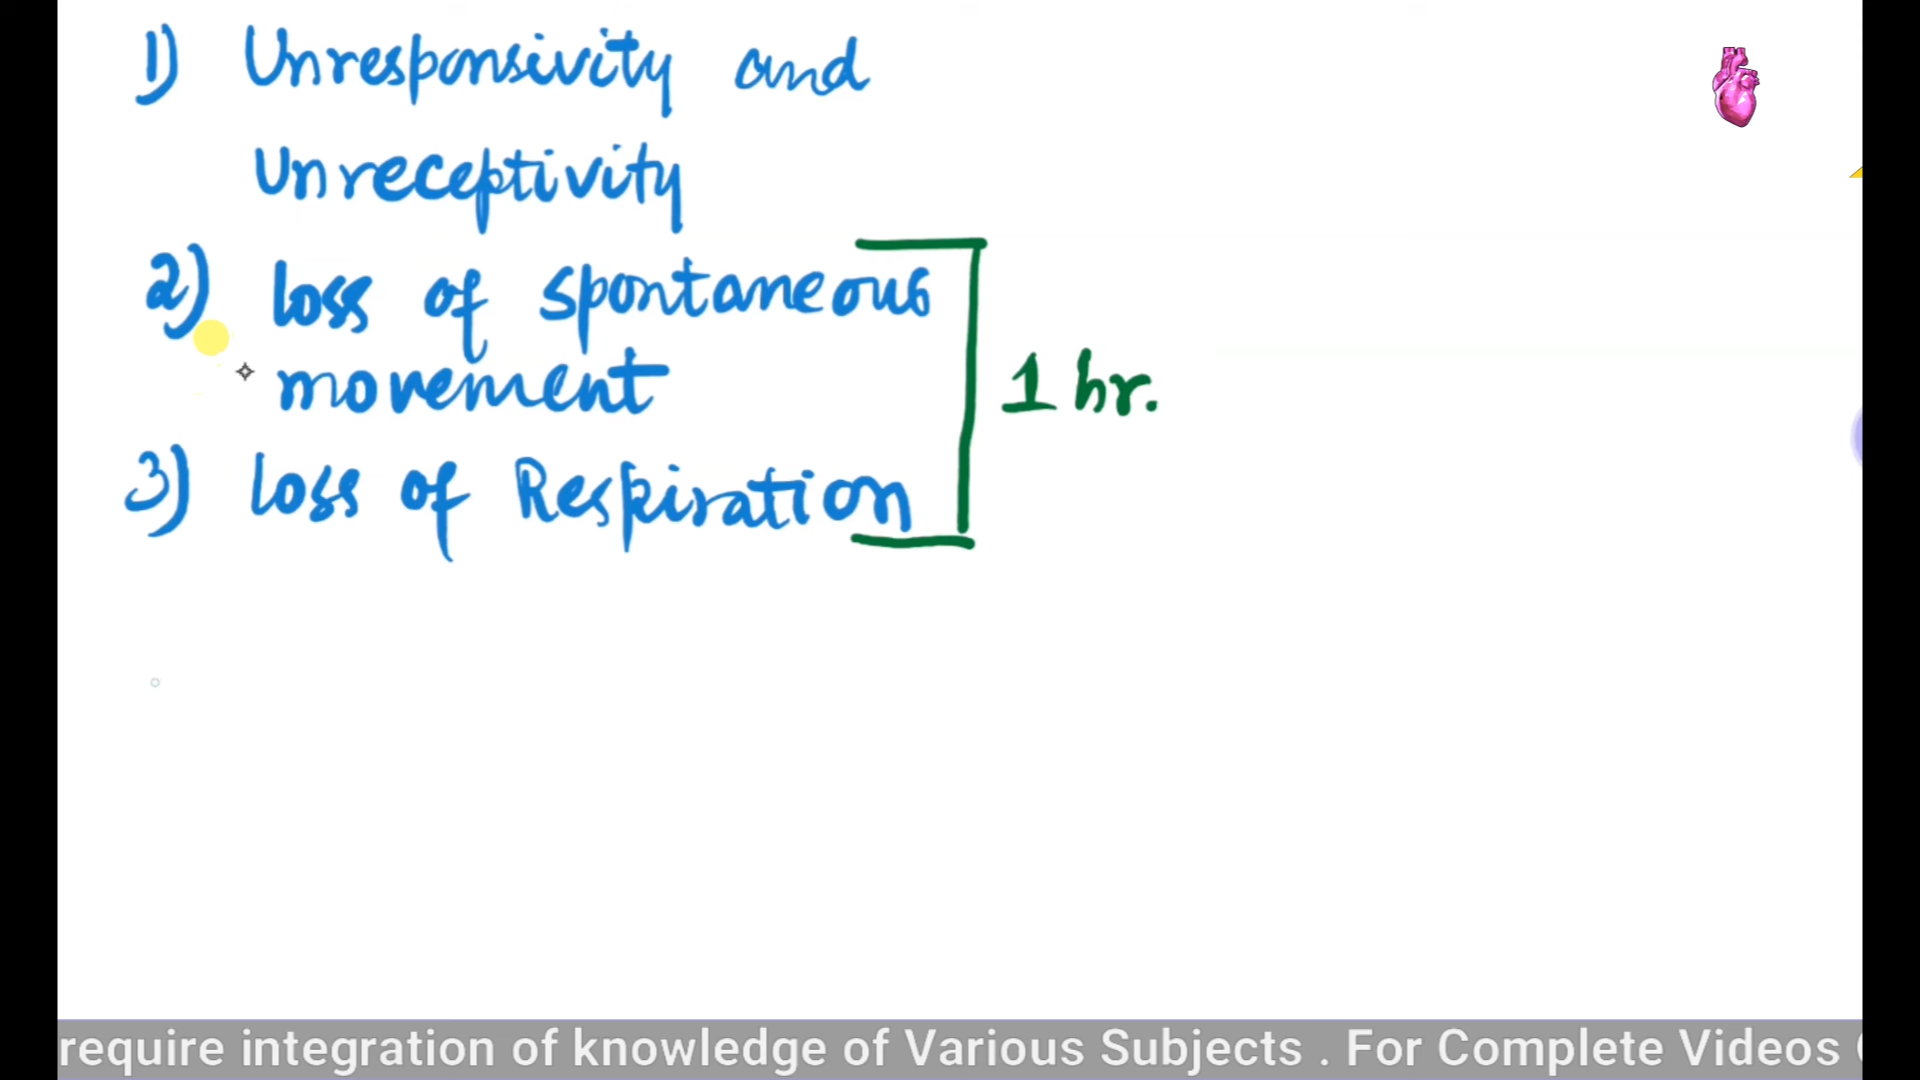 1) Unresponsivity and
Unreceptivity
2) loss of spontaneous
movement
1 hr.
3) loss of Respiration
require integration of knowledge of Various Subjects . For Complete Videos